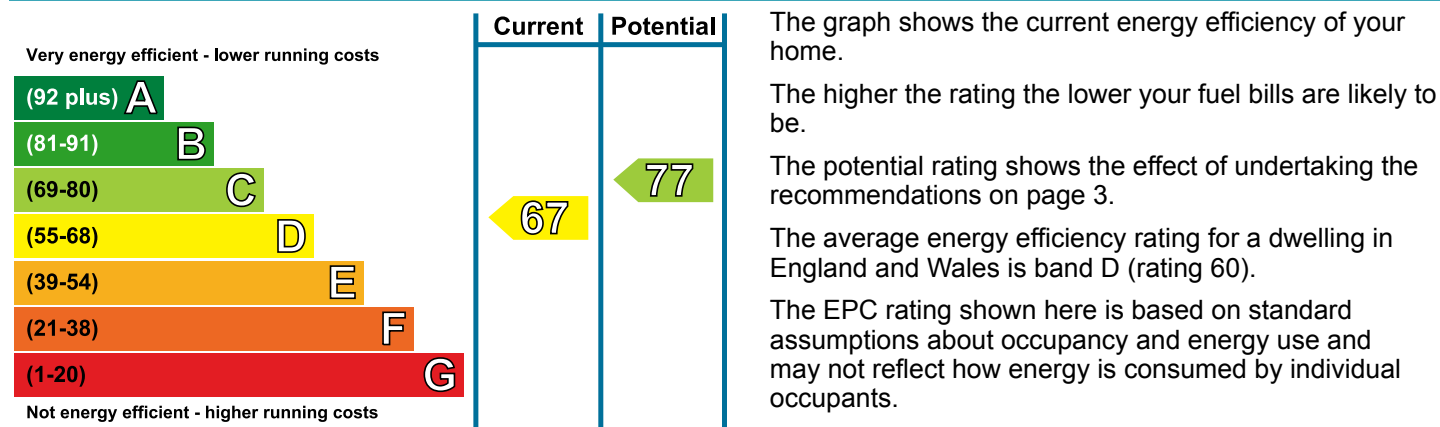 Current Potential
Very energy efficient - lower running costs
(92 plus) A
(81-91) B
(69-80) C
(55-68) D
(39-54) E
(21-38) F
(1-20) G
Not energy efficient - higher running costs
67
77
The graph shows the current energy efficiency of your
home.
The higher the rating the lower your fuel bills are likely to
be.
The potential rating shows the effect of undertaking the
recommendations on page 3.
The average energy efficiency rating for a dwelling in
England and Wales is band D (rating 60).
The EPC rating shown here is based on standard
assumptions about occupancy and energy use and
may not reflect how energy is consumed by individual
occupants.